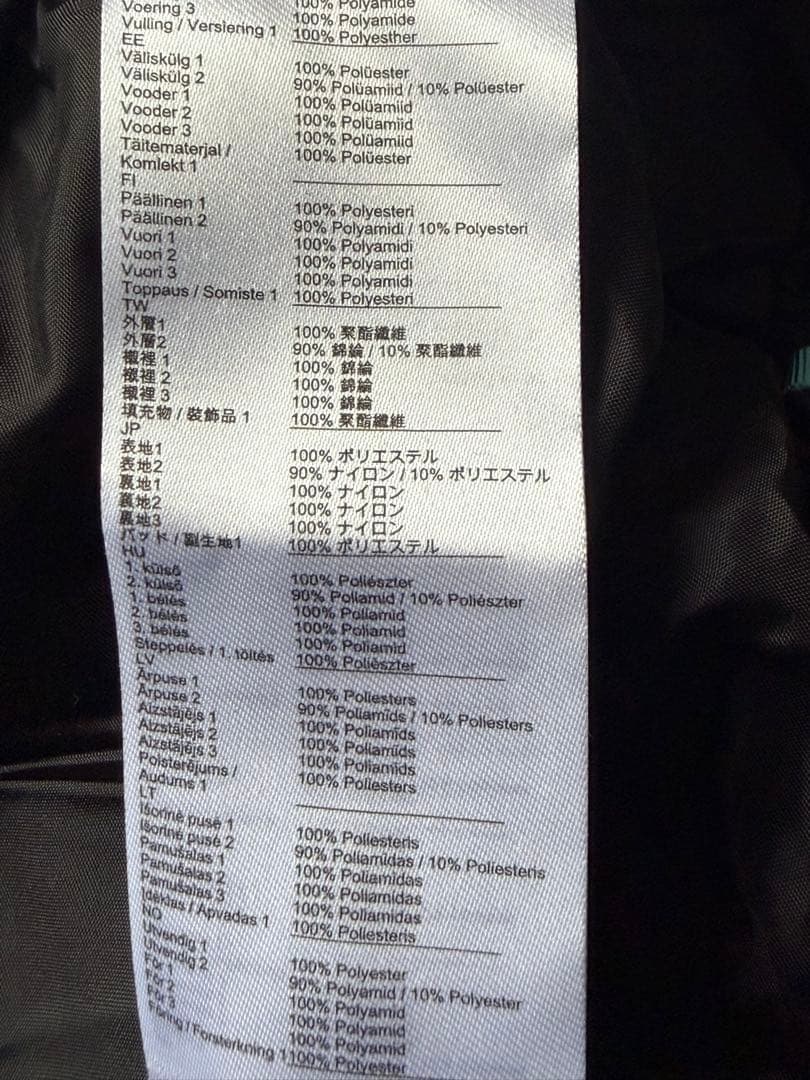 Voering 3 100% Polyamide
Vulling / Versiering 1 100% Polyamide
100% Polyesther
EE
Väliskülg 1 100% Polüester
Väliskülg 2 90% Polüamiid / 10% Polüester
Vooder 1 100% Polüamiid
Vooder 2 100% Polüamiid
Vooder 3 100% Polüamiid
Täitematerjal / 100% Polüester
Komlekt 1
FI
Päällinen 1 100% Polyesteri
Päällinen 2 90% Polyamidi / 10% Polyesteri
Vuori 1 100% Polyamidi
Vuori 2 100% Polyamidi
Vuori 3 100% Polyamidi
Toppaus / Somiste 1 100% Polyesteri
TW
外層1 100% 聚酯纖維
外層2 90% 錦綸 / 10% 聚酯纖維
襯裡 1 100% 錦綸
襯裡 2 100% 錦綸
襯裡 3 100% 錦綸
填充物 / 裝飾品 1 100% 聚酯纖維
JP
表地1 100% ポリエステル
表地2 90% ナイロン / 10% ポリエステル
裏地1 100% ナイロン
裏地2 100% ナイロン
裏地3 100% ナイロン
パッド / 副生地1 100% ポリエステル
HU
1. külső 100% Poliészter
2. külső 90% Poliamid / 10% Poliészter
1. bélés 100% Poliamid
2. bélés 100% Poliamid
3. bélés 100% Poliamid
Steppelés / 1. töltés 100% Poliészter
LV
Ārpuse 1 100% Poliesters
Ārpuse 2 90% Poliamīds / 10% Poliesters
Aizstājējs 1 100% Poliamīds
Aizstājējs 2 100% Poliamīds
Aizstājējs 3 100% Poliamīds
Polsterējums / 100% Poliesters
Audums 1
LT
Išorinė pusė 1 100% Poliesteris
Išorinė pusė 2 90% Poliamidas / 10% Poliesteris
Pamušalas 1 100% Poliamidas
Pamušalas 2 100% Poliamidas
Pamušalas 3 100% Poliamidas
Įdėklas / Apvadas 1 100% Poliesteris
NO
Utvendig 1 100% Polyester
Utvendig 2 90% Polyamid / 10% Polyester
Fôr 1 100% Polyamid
Fôr 2 100% Polyamid
Fôr 3 100% Polyamid
Fôring / Forsterkning 1 100% Polyester